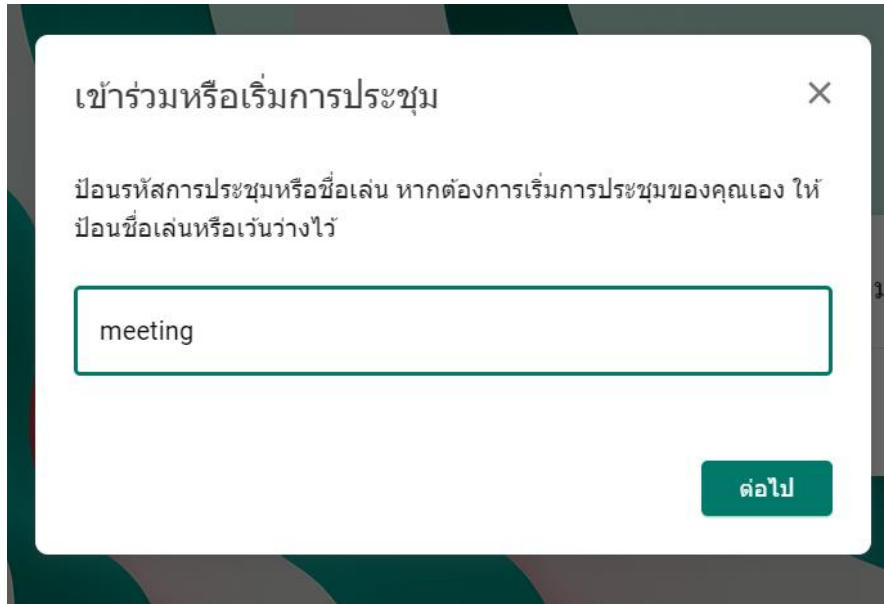 เข้าร่วมหรือเริ่มการประชุม
ป้อนรหัสการประชุมหรือชื่อเล่น หากต้องการเริ่มการประชุมของคุณเอง ให้
ป้อนชื่อเล่นหรือเว้นว่างไว้
meeting
ต่อไป